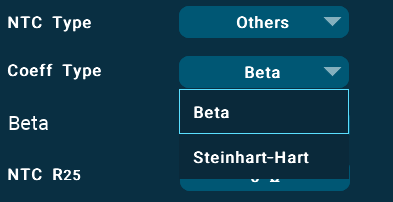 NTC Type Others
Coeff Type Beta
Beta
Beta
Steinhart-Hart
NTC R25